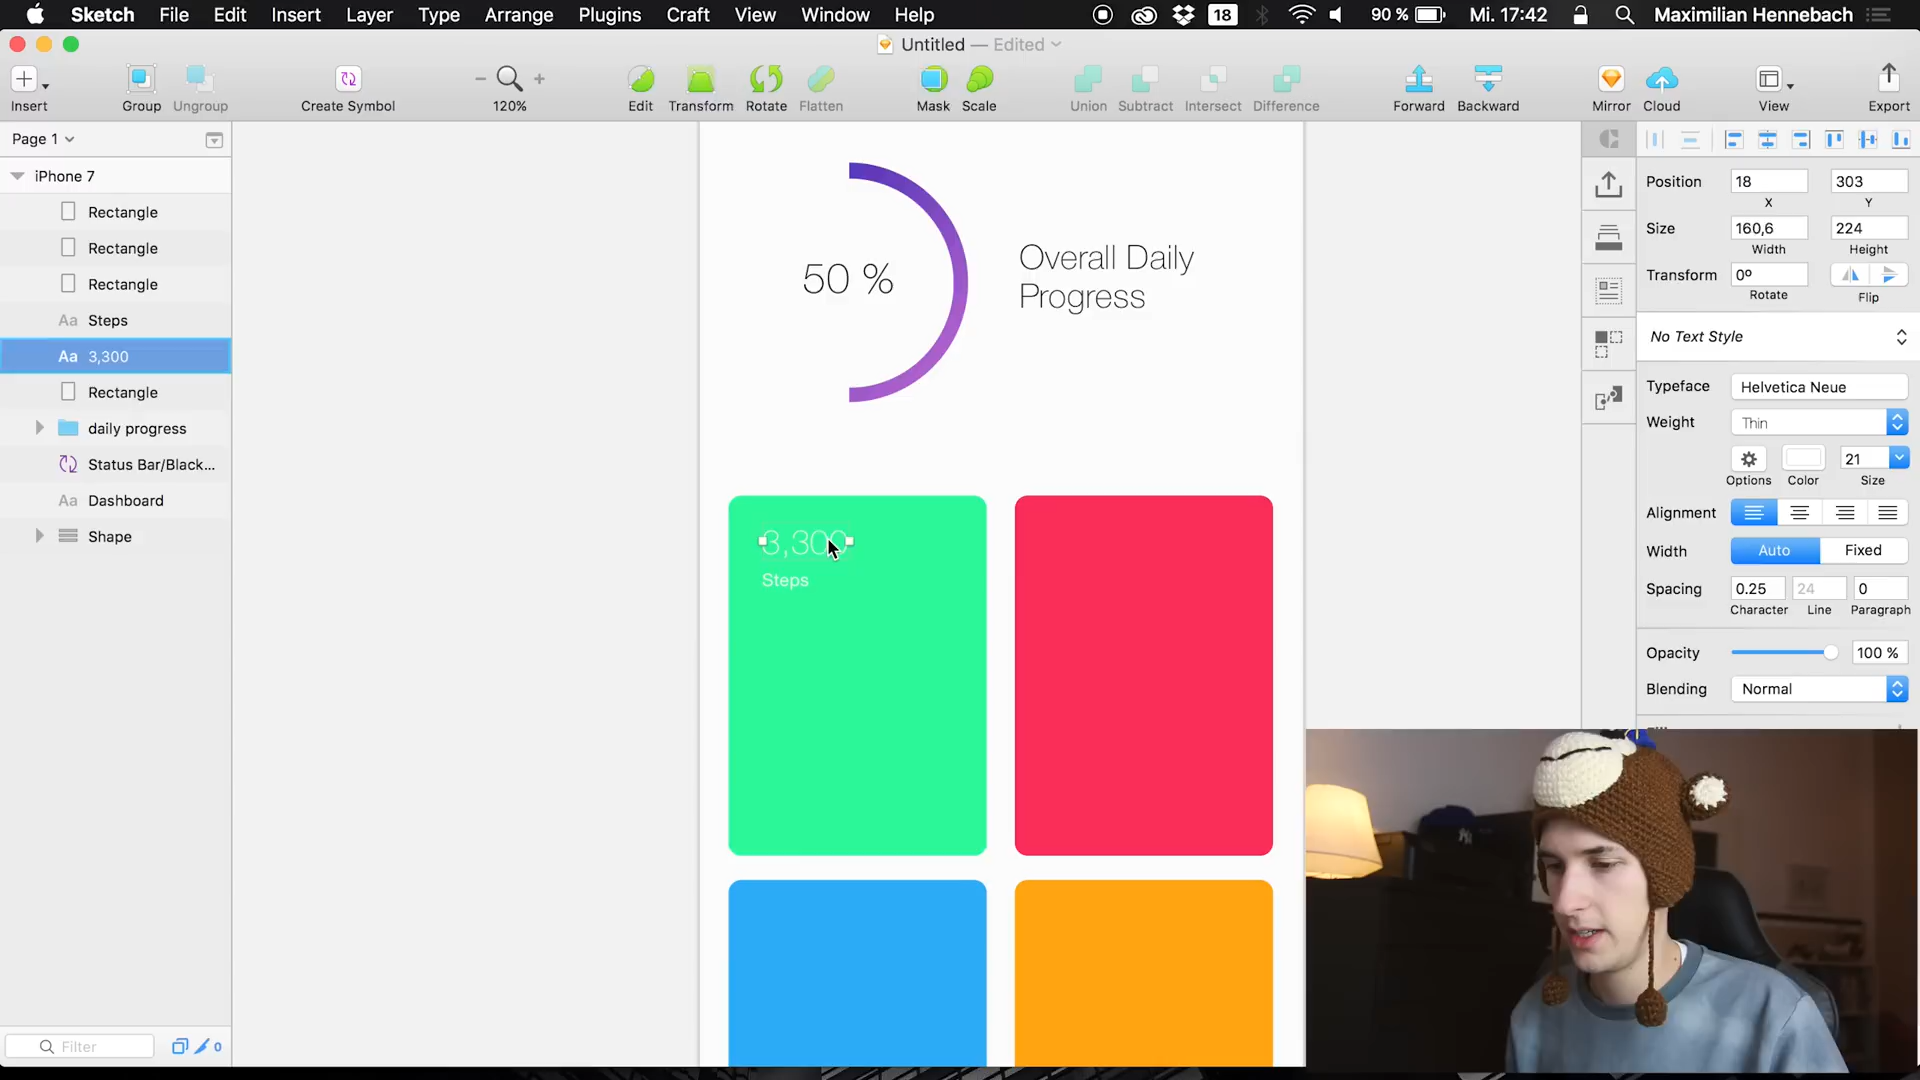 Sketch File Edit Insert Layer Type Arrange Plugins Craft View Window Help 18 90 % Mi. 17:42 Maximilian Hennebach
Untitled — Edited
Insert Group Ungroup Create Symbol 120% Edit Transform Rotate Flatten Mask Scale Union Subtract Intersect Difference Forward Backward Mirror Cloud View Export
Page 1
iPhone 7
Rectangle
Rectangle
Rectangle
Aa Steps
Aa 3,300
Rectangle
daily progress
Status Bar/Black...
Aa Dashboard
Shape
Filter 0
50 %
Overall Daily
Progress
3,300
Steps
Position 18 303
X Y
Size 160,6 224
Width Height
Transform 0º
Rotate Flip
No Text Style
Typeface Helvetica Neue
Weight Thin
21
Options Color Size
Alignment
Width Auto Fixed
Spacing 0.25 24 0
Character Line Paragraph
Opacity 100 %
Blending Normal